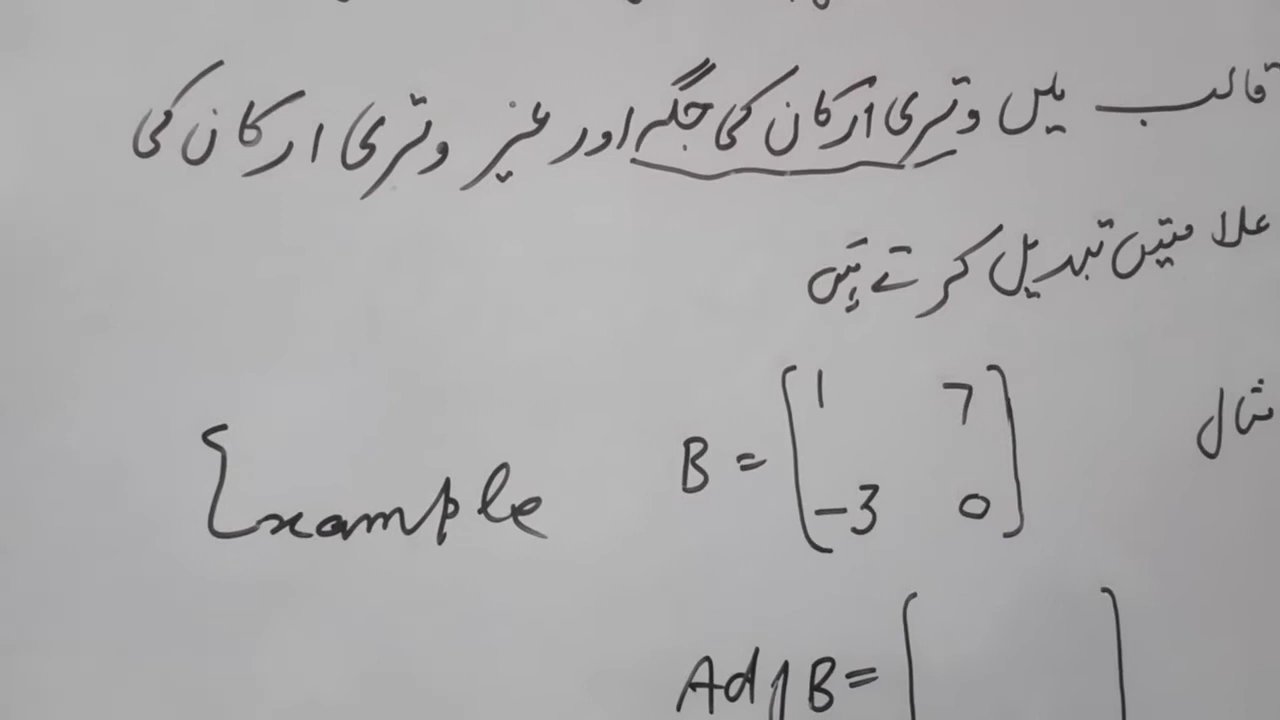 قالب میں وتری ارکان کی جگہ اور غیر وتری ارکان کی
علامتیں تبدیل کرتے ہیں
مثال B = [1 7
-3 0]
Example
Adj B = [ ]